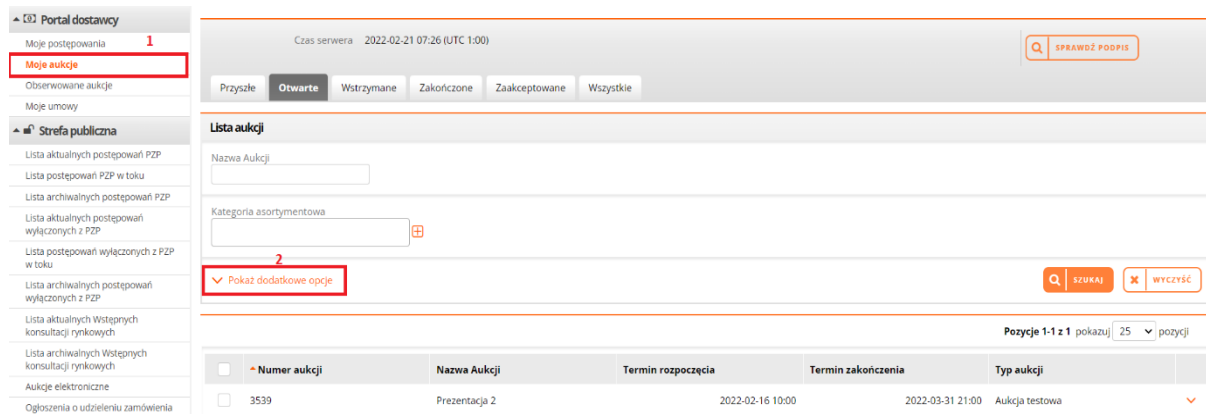 Portal dostawcy
Moje postępowania 1
Moje aukcje
Obserwowane aukcje
Moje umowy
Strefa publiczna
Lista aktualnych postępowań PZP
Lista postępowań PZP w toku
Lista archiwalnych postępowań PZP
Lista aktualnych postępowań
wyłączonych z PZP
Lista postępowań wyłączonych z PZP
w toku
Lista archiwalnych postępowań
wyłączonych z PZP
Lista aktualnych Wstępnych
konsultacji rynkowych
Lista archiwalnych Wstępnych
konsultacji rynkowych
Aukcje elektroniczne
Ogłoszenia o udzieleniu zamówienia
Czas serwera 2022-02-21 07:26 (UTC 1:00)
SPRAWDŹ PODPIS
Przyszłe Otwarte Wstrzymane Zakończone Zaakceptowane Wszystkie
Lista aukcji
Nazwa Aukcji
Kategoria asortymentowa
2
Pokaż dodatkowe opcje
SZUKAJ WYCZYŚĆ
Pozycje 1-1 z 1 pokazuj 25 pozycji
Numer aukcji Nazwa Aukcji Termin rozpoczęcia Termin zakończenia Typ aukcji
3539 Prezentacja 2 2022-02-16 10:00 2022-03-31 21:00 Aukcja testowa